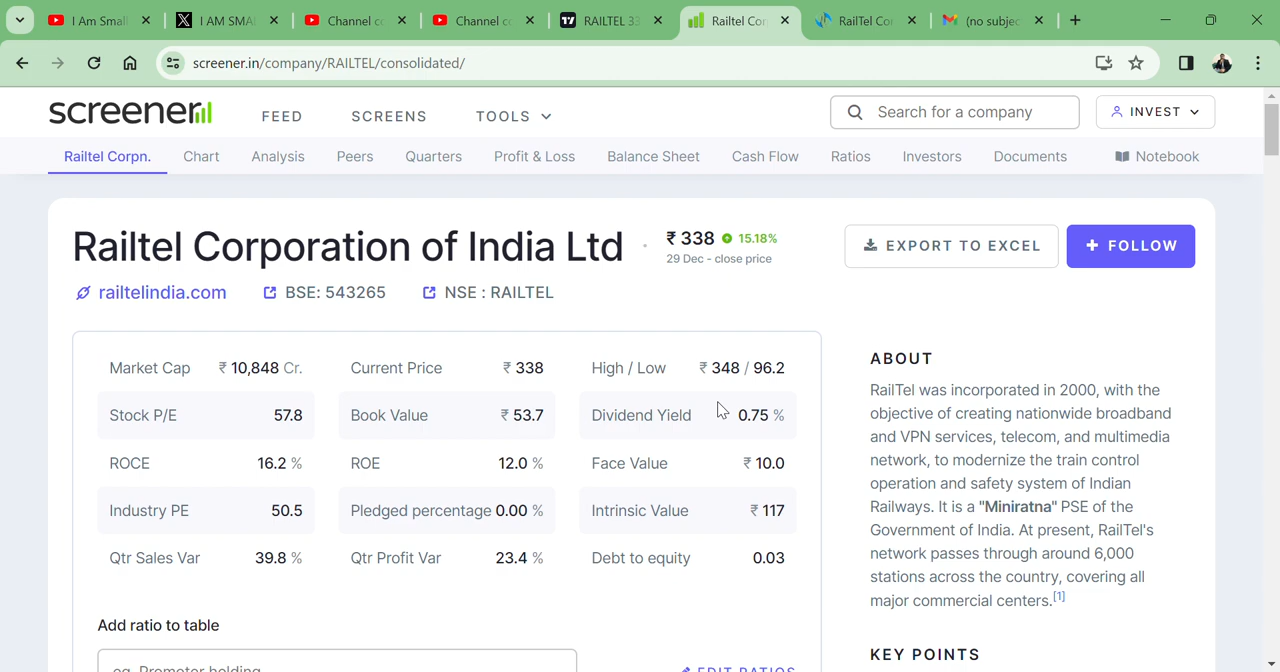 I Am Small
I AM SMA
Channel co
Channel co
RAILTEL 33
Railtel Cor
RailTel Co
(no subjec
screener.in/company/RAILTEL/consolidated/
screener
FEED
SCREENS
TOOLS
Search for a company
INVEST
Railtel Corpn.
Chart
Analysis
Peers
Quarters
Profit & Loss
Balance Sheet
Cash Flow
Ratios
Investors
Documents
Notebook
Railtel Corporation of India Ltd
₹ 338 15.18%
29 Dec - close price
EXPORT TO EXCEL
+ FOLLOW
railtelindia.com
BSE: 543265
NSE : RAILTEL
Market Cap ₹ 10,848 Cr.
Current Price ₹ 338
High / Low ₹ 348 / 96.2
Stock P/E 57.8
Book Value ₹ 53.7
Dividend Yield 0.75 %
ROCE 16.2 %
ROE 12.0 %
Face Value ₹ 10.0
Industry PE 50.5
Pledged percentage 0.00 %
Intrinsic Value ₹ 117
Qtr Sales Var 39.8 %
Qtr Profit Var 23.4 %
Debt to equity 0.03
Add ratio to table
eg. Promoter holding
EDIT RATIOS
ABOUT
RailTel was incorporated in 2000, with the
objective of creating nationwide broadband
and VPN services, telecom, and multimedia
network, to modernize the train control
operation and safety system of Indian
Railways. It is a "Miniratna" PSE of the
Government of India. At present, RailTel's
network passes through around 6,000
stations across the country, covering all
major commercial centers.[1]
KEY POINTS